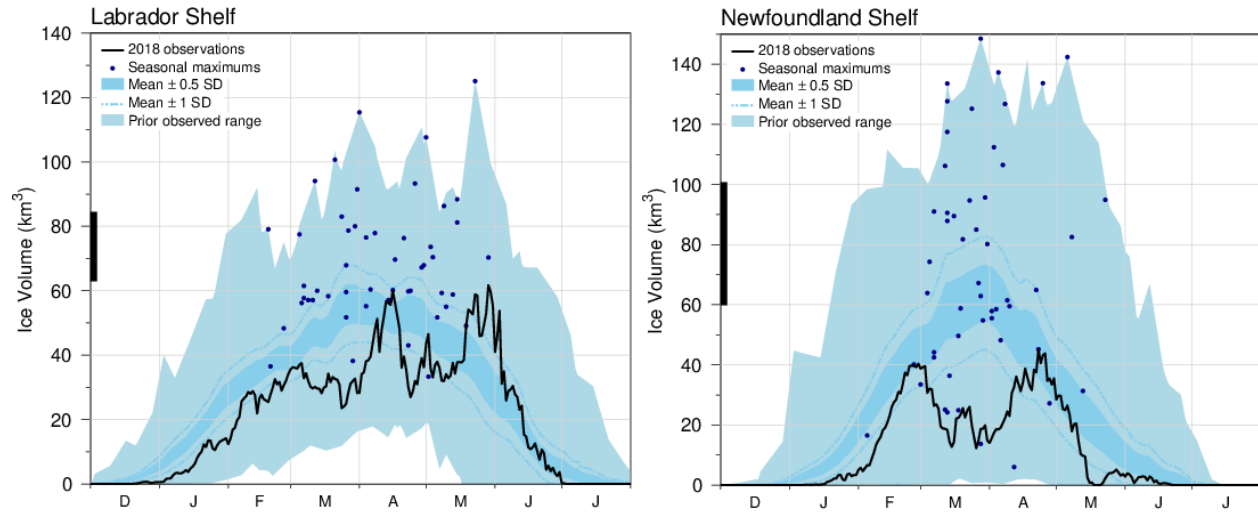 Labrador Shelf
140
120
100
80
60
40
20
0
Ice Volume (km³)
2018 observations
Seasonal maximums
Mean ± 0.5 SD
Mean ± 1 SD
Prior observed range
D J F M A M J J
Newfoundland Shelf
140
120
100
80
60
40
20
0
Ice Volume (km³)
2018 observations
Seasonal maximums
Mean ± 0.5 SD
Mean ± 1 SD
Prior observed range
D J F M A M J J